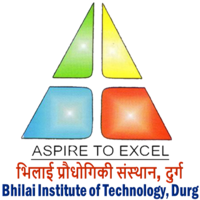 ASPIRE TO EXCEL
भिलाई प्रौधोगिकी संस्थान, दुर्ग
Bhilai Institute of Technology, Durg